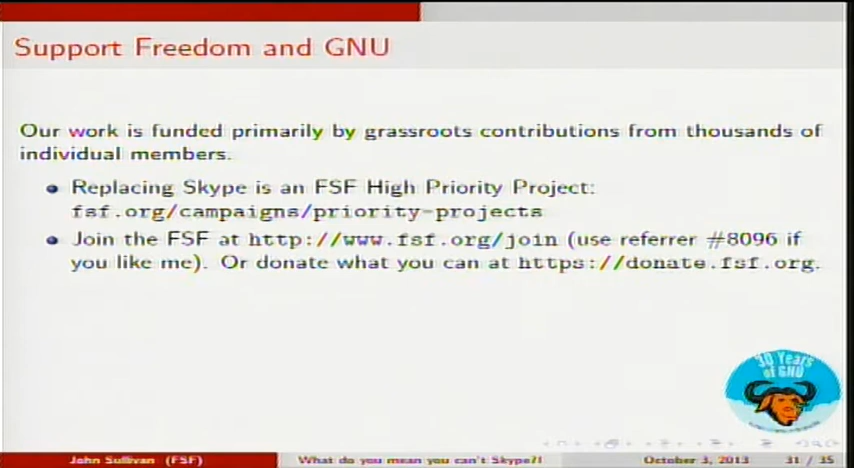 Support Freedom and GNU
Our work is funded primarily by grassroots contributions from thousands of
individual members.
Replacing Skype is an FSF High Priority Project:
fsf.org/campaigns/priority-projects
Join the FSF at http://www.fsf.org/join (use referrer #8096 if
you like me). Or donate what you can at https://donate.fsf.org.
30 Years
of GNU
John Sullivan (FSF)
What do you mean you can't Skype?!
October 3, 2013
31 / 35